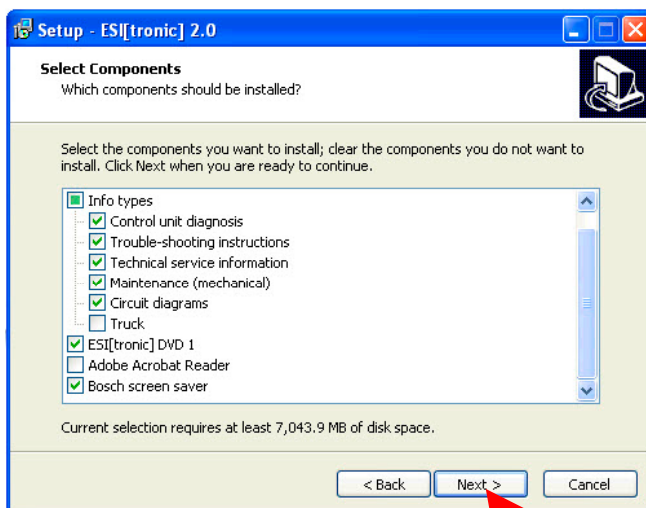 Setup - ESI[tronic] 2.0
Select Components
Which components should be installed?
Select the components you want to install; clear the components you do not want to
install. Click Next when you are ready to continue.
Info types
Control unit diagnosis
Trouble-shooting instructions
Technical service information
Maintenance (mechanical)
Circuit diagrams
Truck
ESI[tronic] DVD 1
Adobe Acrobat Reader
Bosch screen saver
Current selection requires at least 7,043.9 MB of disk space.
< Back
Next >
Cancel